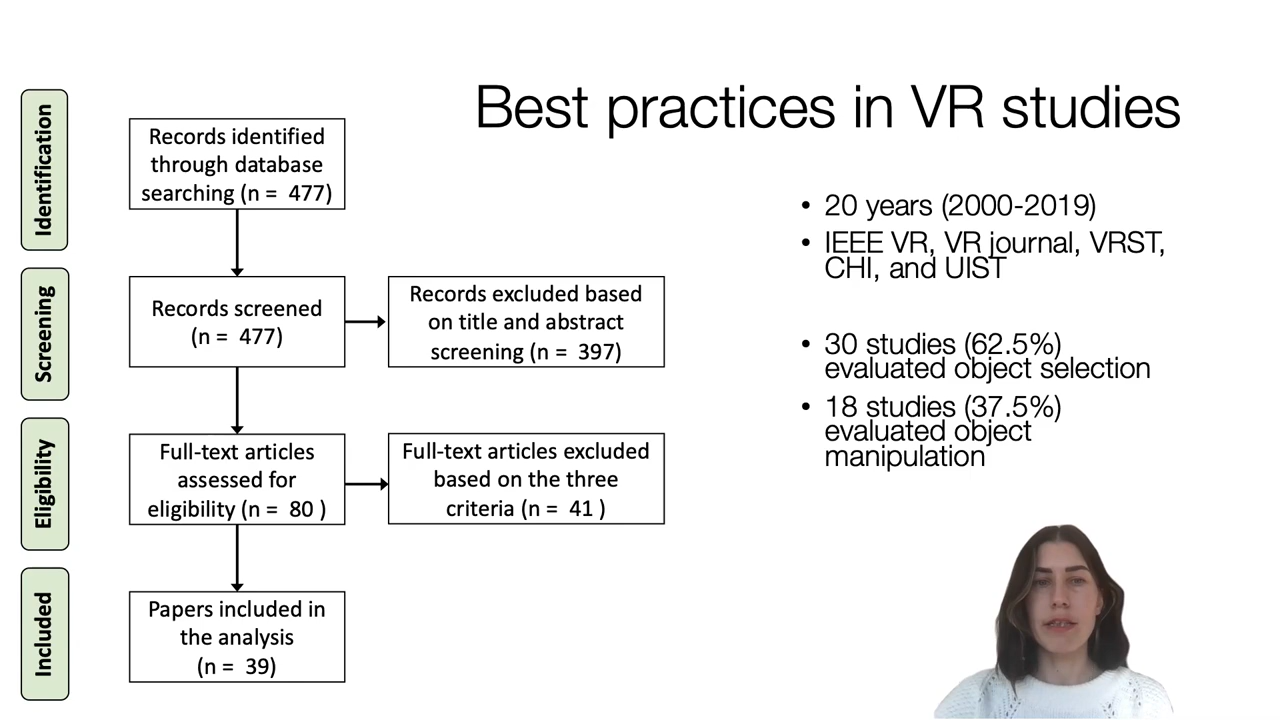 Best practices in VR studies
Identification
Records identified
through database
searching (n = 477)
Screening
Records screened
(n = 477)
Records excluded based
on title and abstract
screening (n = 397)
Eligibility
Full-text articles
assessed for
eligibility (n = 80 )
Full-text articles excluded
based on the three
criteria (n = 41 )
Included
Papers included in
the analysis
(n = 39)
• 20 years (2000-2019)
• IEEE VR, VR journal, VRST,
CHI, and UIST
• 30 studies (62.5%)
evaluated object selection
• 18 studies (37.5%)
evaluated object
manipulation